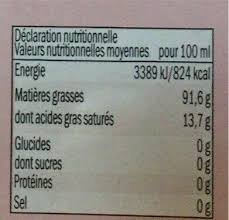 Déclaration nutritionnelle
Valeurs nutritionnelles moyennes pour 100 ml
Energie 3389 kJ/824 kcal
Matières grasses 91,6 g
dont acides gras saturés 13,7 g
Glucides 0 g
dont sucres 0 g
Protéines 0 g
Sel 0 g